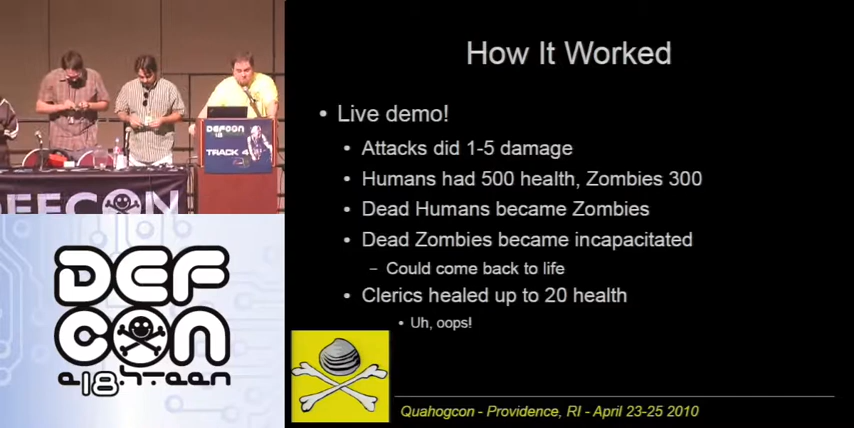 How It Worked
• Live demo!
• Attacks did 1-5 damage
• Humans had 500 health, Zombies 300
• Dead Humans became Zombies
• Dead Zombies became incapacitated
– Could come back to life
• Clerics healed up to 20 health
• Uh, oops!
Quahogcon - Providence, RI - April 23-25 2010
DEFCON
18
TRACK 4
DEFCON
DEF
CON
e18hteen